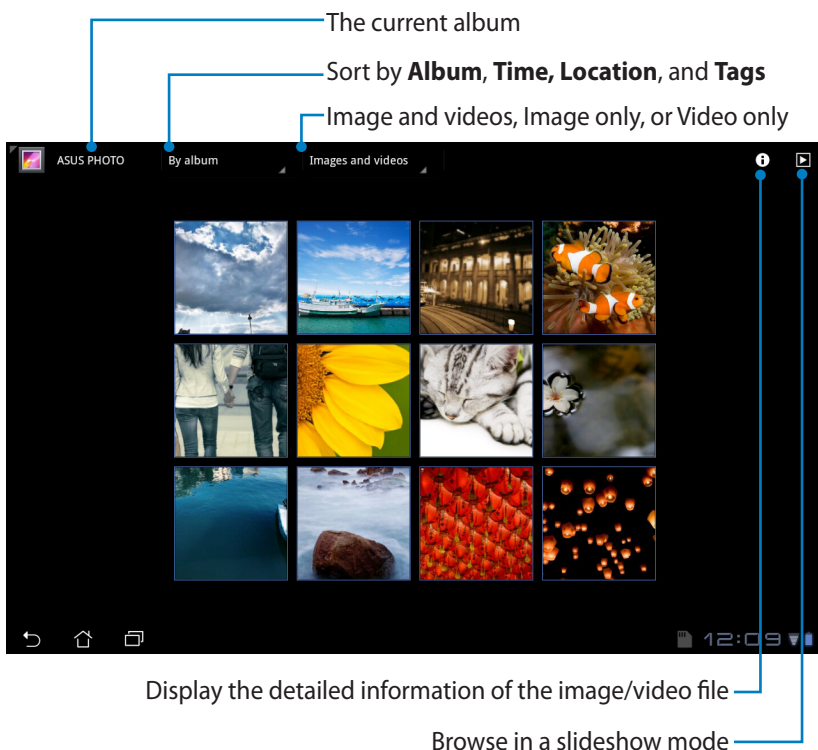 The current album
Sort by Album, Time, Location, and Tags
Image and videos, Image only, or Video only
ASUS PHOTO By album Images and videos
12:09
Display the detailed information of the image/video file
Browse in a slideshow mode